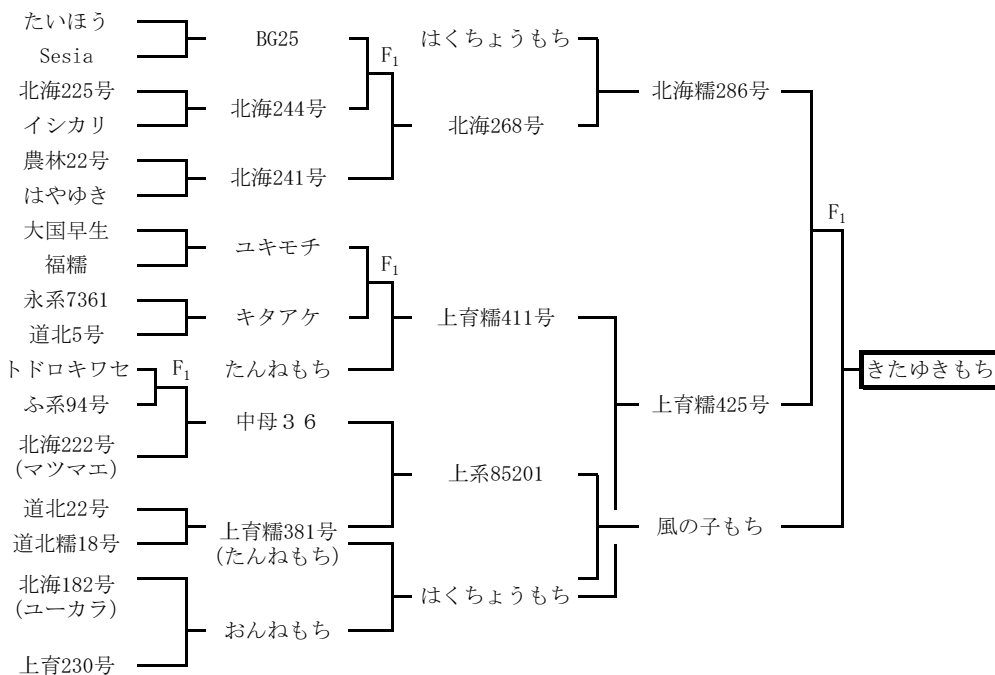 たいほう
Sesia
BG25
北海225号
イシカリ
北海244号
F1
農林22号
はやゆき
北海241号
北海268号
はくちょうもち
北海糯286号
大国早生
福糯
ユキモチ
永系7361
道北5号
キタアケ
F1
たんねもち
上育糯411号
トドロキワセ
ふ系94号
F1
北海222号
(マツマエ)
中母３６
道北22号
道北糯18号
上育糯381号
(たんねもち)
上系85201
北海182号
(ユーカラ)
上育230号
おんねもち
はくちょうもち
上育糯425号
風の子もち
F1
きたゆきもち